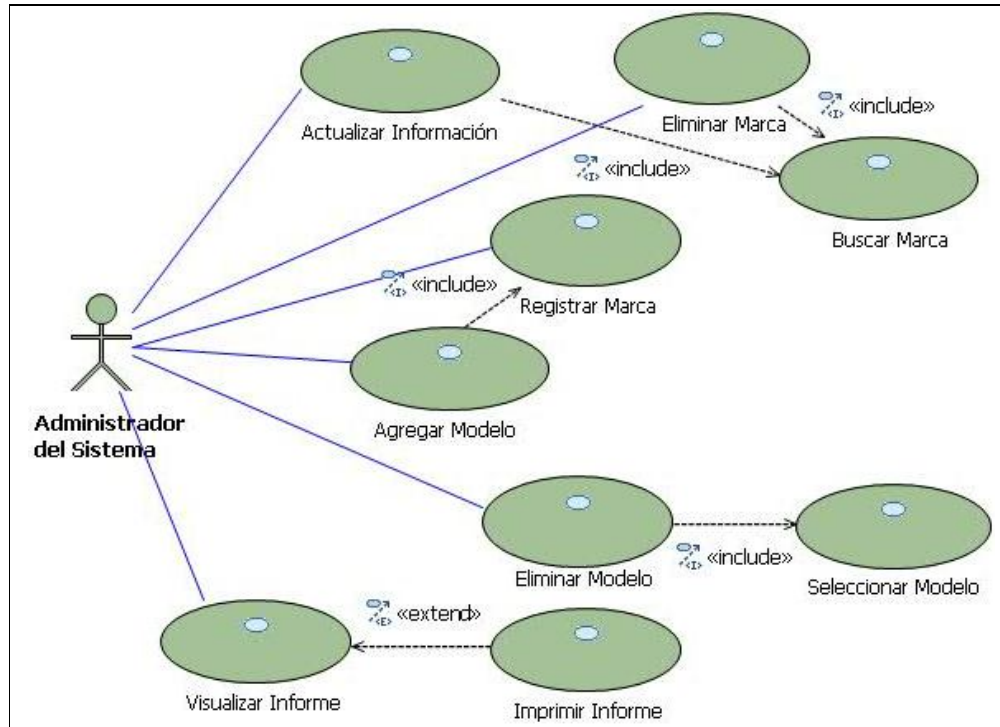 Actualizar Información
Eliminar Marca
«include»
«include»
Buscar Marca
«include»
Registrar Marca
Administrador
del Sistema
Agregar Modelo
Eliminar Modelo
«include»
Seleccionar Modelo
«extend»
Visualizar Informe
Imprimir Informe